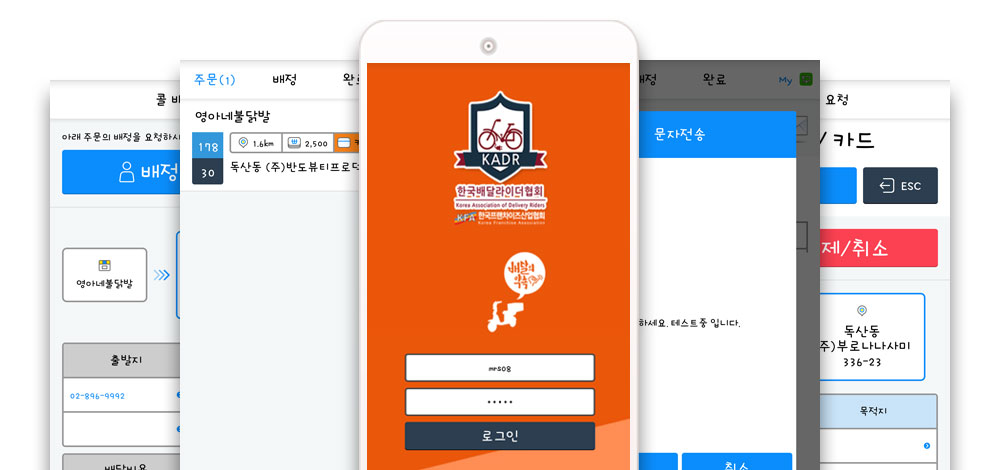 콜
아래 주문의 배정을 요청하시
배정
영아네불닭발
출발지
02-896-9992
주문(1)
배정
영아네불닭발
178
1.6km
2,500
30
독산동 (주)반도뷰티프로덕
KADR
한국배달라이더협회
Korea Association of Delivery Riders
KFA 한국프랜차이즈산업협회
Korea Franchise Association
배달의
약속
mrs08
•••••
로그인
배정
완료
My
문자전송
하세요. 테스트중 입니다.
취소
요청
/ 카드
ESC
제/취소
독산동
주)부로나나사미
336-23
목적지